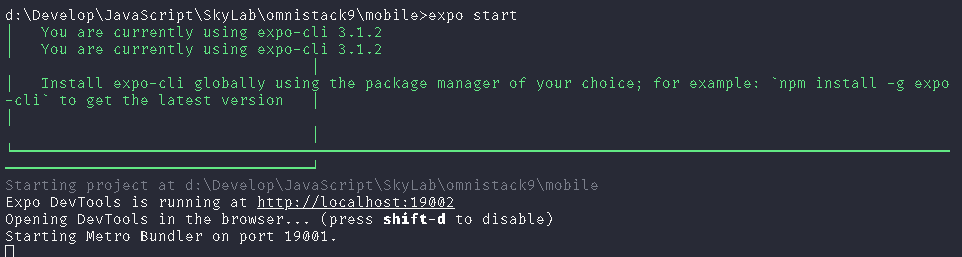 d:\Develop\JavaScript\SkyLab\omnistack9\mobile>expo start
│   You are currently using expo-cli 3.1.2
│   You are currently using expo-cli 3.1.2
│
│   Install expo-cli globally using the package manager of your choice; for example: `npm install -g expo
-cli` to get the latest version   │
│
│
Starting project at d:\Develop\JavaScript\SkyLab\omnistack9\mobile
Expo DevTools is running at http://localhost:19002
Opening DevTools in the browser... (press shift-d to disable)
Starting Metro Bundler on port 19001.